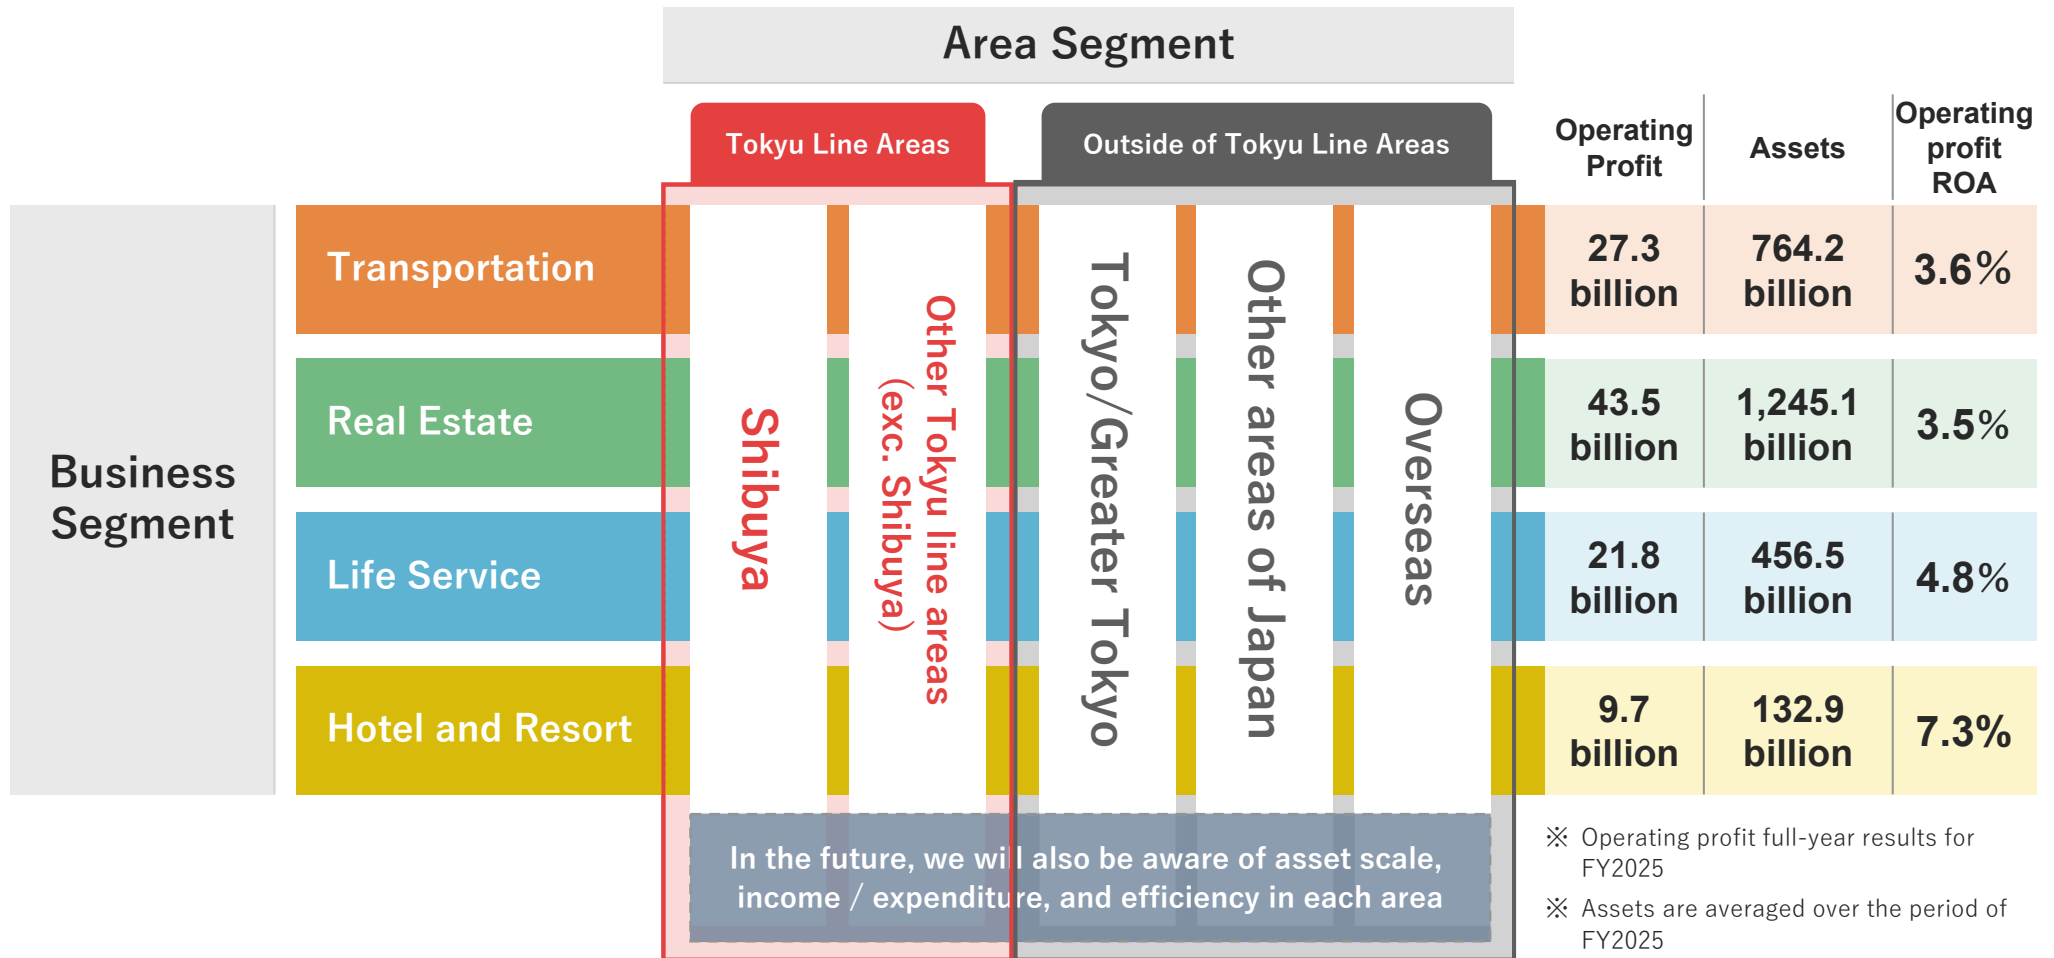 Area Segment
Tokyu Line Areas
Outside of Tokyu Line Areas
Operating
Profit
Assets
Operating
profit
ROA
Business
Segment
Transportation
Real Estate
Life Service
Hotel and Resort
Shibuya
Other Tokyu line areas
(exc. Shibuya)
Tokyo/Greater Tokyo
Other areas of Japan
Overseas
27.3
billion
764.2
billion
3.6%
43.5
billion
1,245.1
billion
3.5%
21.8
billion
456.5
billion
4.8%
9.7
billion
132.9
billion
7.3%
In the future, we will also be aware of asset scale,
income / expenditure, and efficiency in each area
※ Operating profit full-year results for
FY2025
※ Assets are averaged over the period of
FY2025